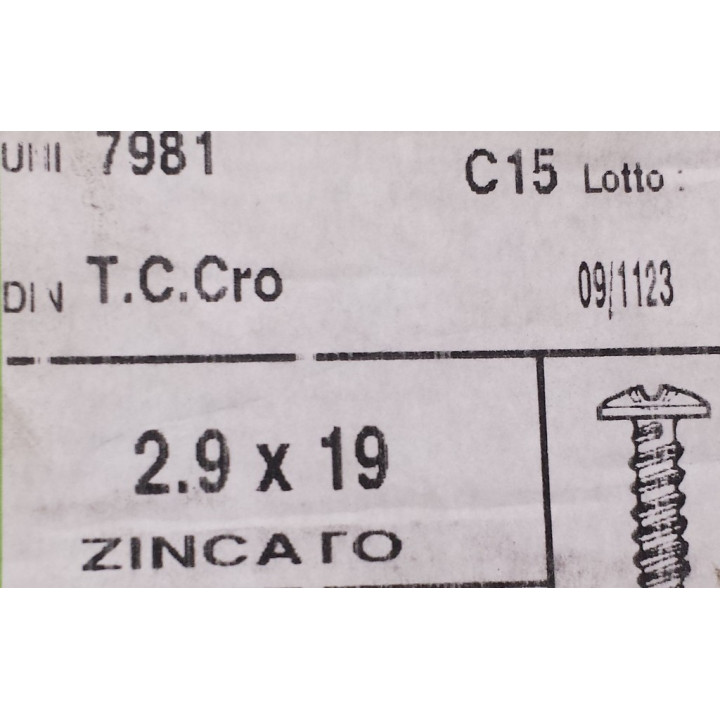 UNI 7981
C15 Lotto :
DIN T.C.Cro
09/1123
2.9 x 19
ZINCATO